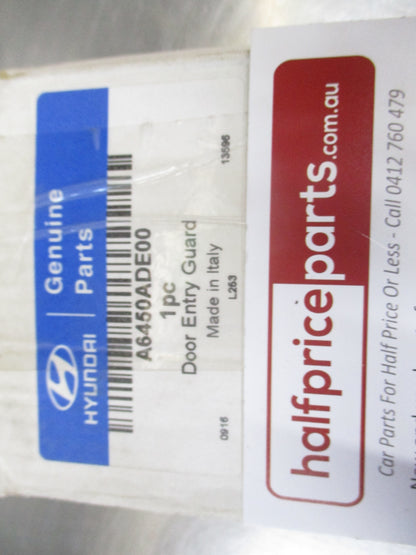 HYUNDAI
Genuine
Parts
A6450ADE00
1pc
Door Entry Guard
Made in Italy
L263
0916
13596
halfpriceparts.com.au
Car Parts For Half Price Or Less - Call 0412 760 479